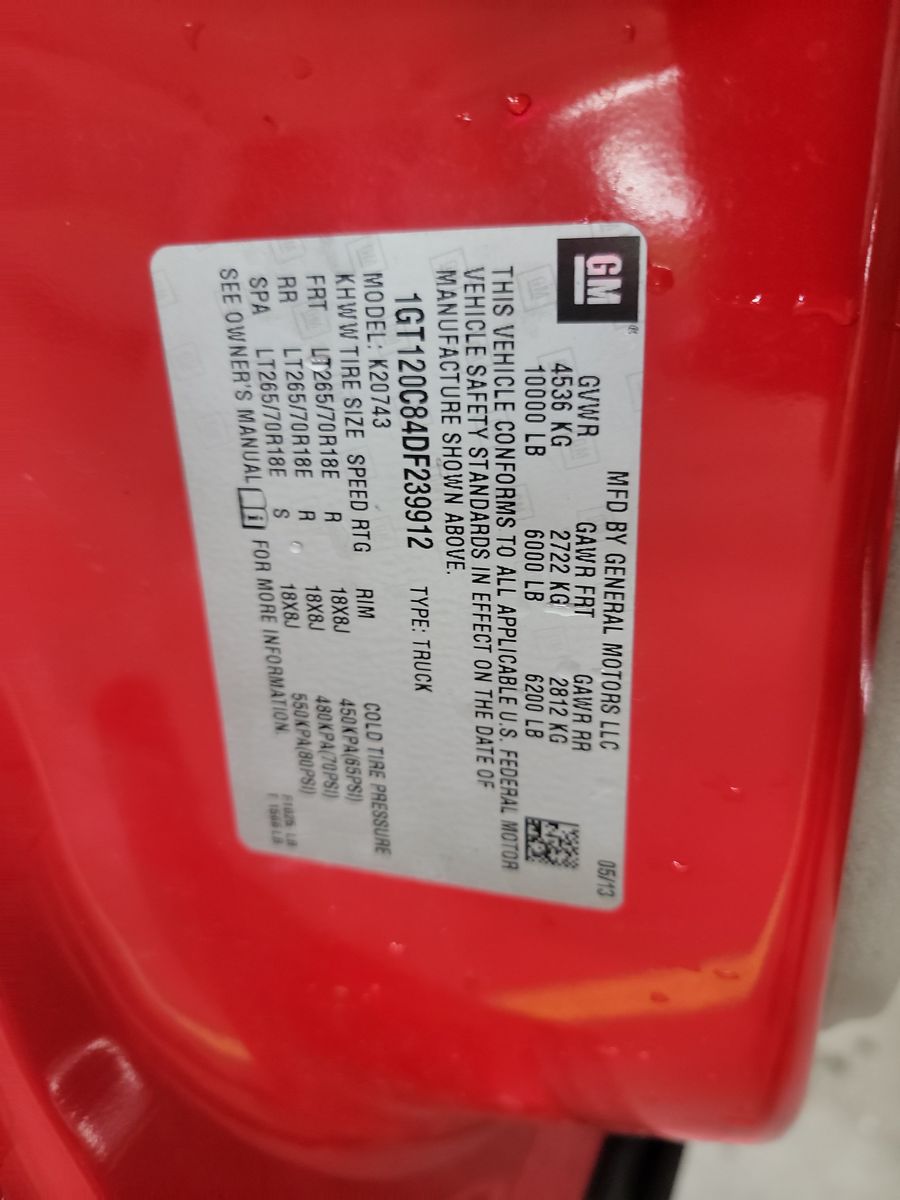 GM®
MFD BY GENERAL MOTORS LLC 05/13
GVWR GAWR FRT GAWR RR
4536 KG 2722 KG 2812 KG
10000 LB 6000 LB 6200 LB
THIS VEHICLE CONFORMS TO ALL APPLICABLE U.S. FEDERAL MOTOR
VEHICLE SAFETY STANDARDS IN EFFECT ON THE DATE OF
MANUFACTURE SHOWN ABOVE.
1GT120C84DF239912 TYPE: TRUCK
MODEL: K20743
KHWW TIRE SIZE SPEED RTG RIM COLD TIRE PRESSURE
FRT LT265/70R18E R 18X8J 450KPA(65PSI)
RR LT265/70R18E R 18X8J 480KPA(70PSI)
SPA LT265/70R18E S 18X8J 550KPA(80PSI)
SEE OWNER'S MANUAL i FOR MORE INFORMATION.